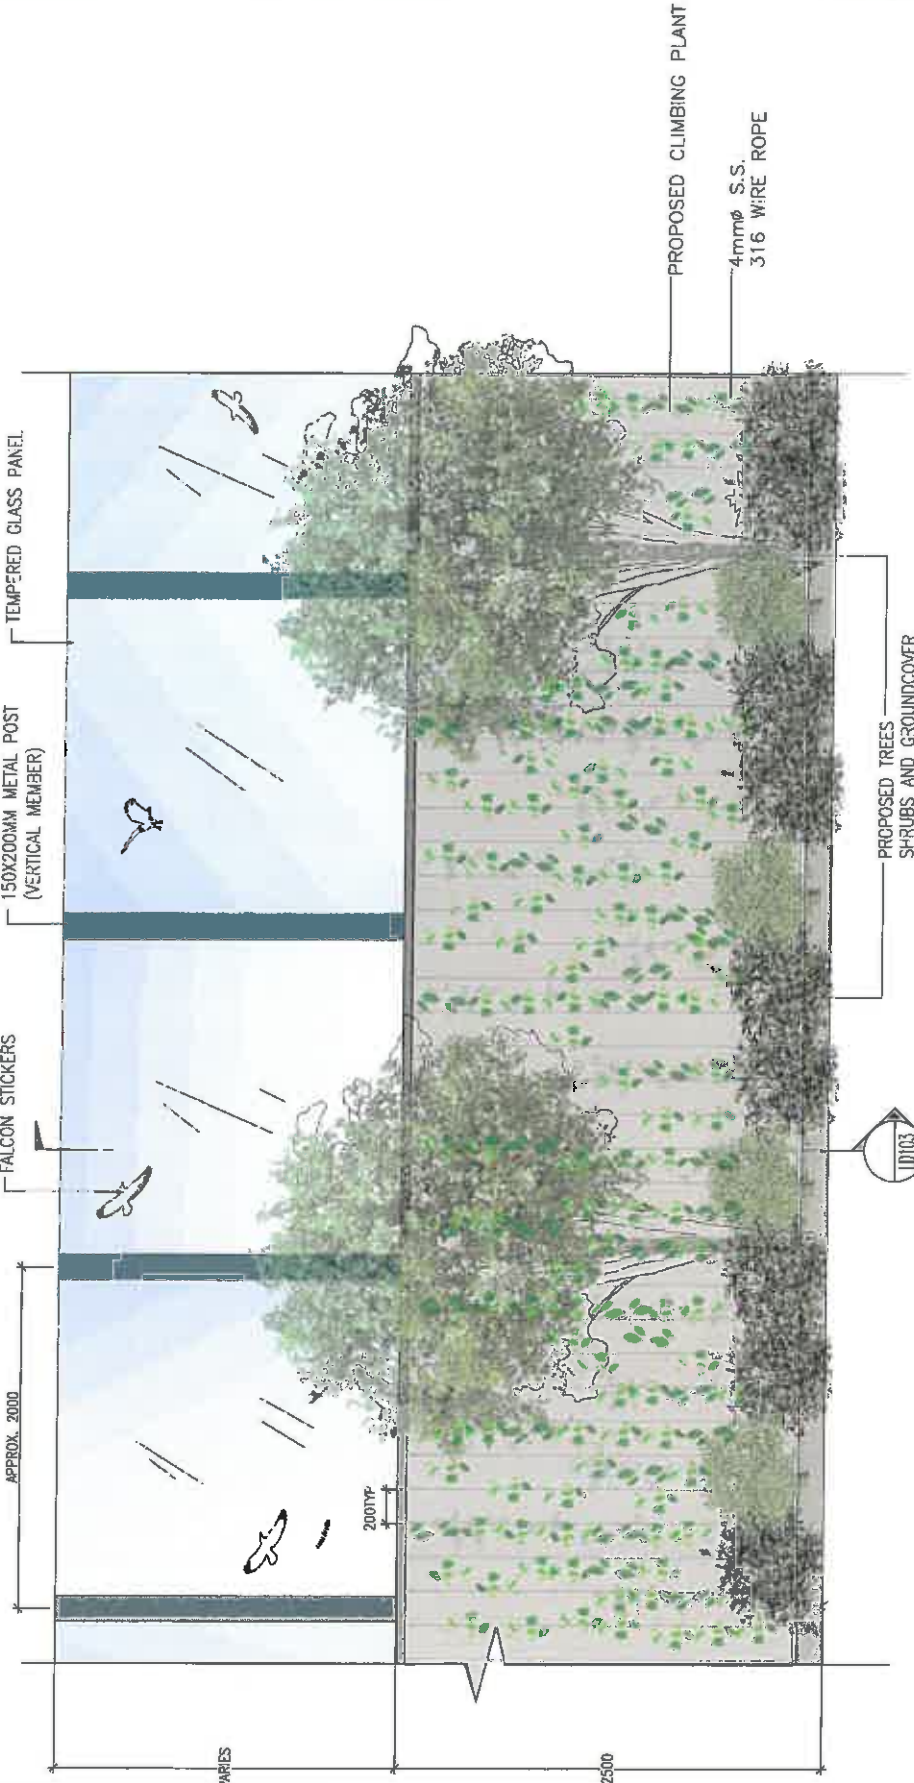 FALCON STICKERS
150X200MM METAL POST
(VERTICAL MEMBER)
TEMPERED GLASS PANEL
APPROX. 2000
200TYP
2500
PROPOSED CLIMBING PLANT
4mmø S.S.
316 WIRE ROPE
PROPOSED TREES
SHRUBS AND GROUNDCOVER